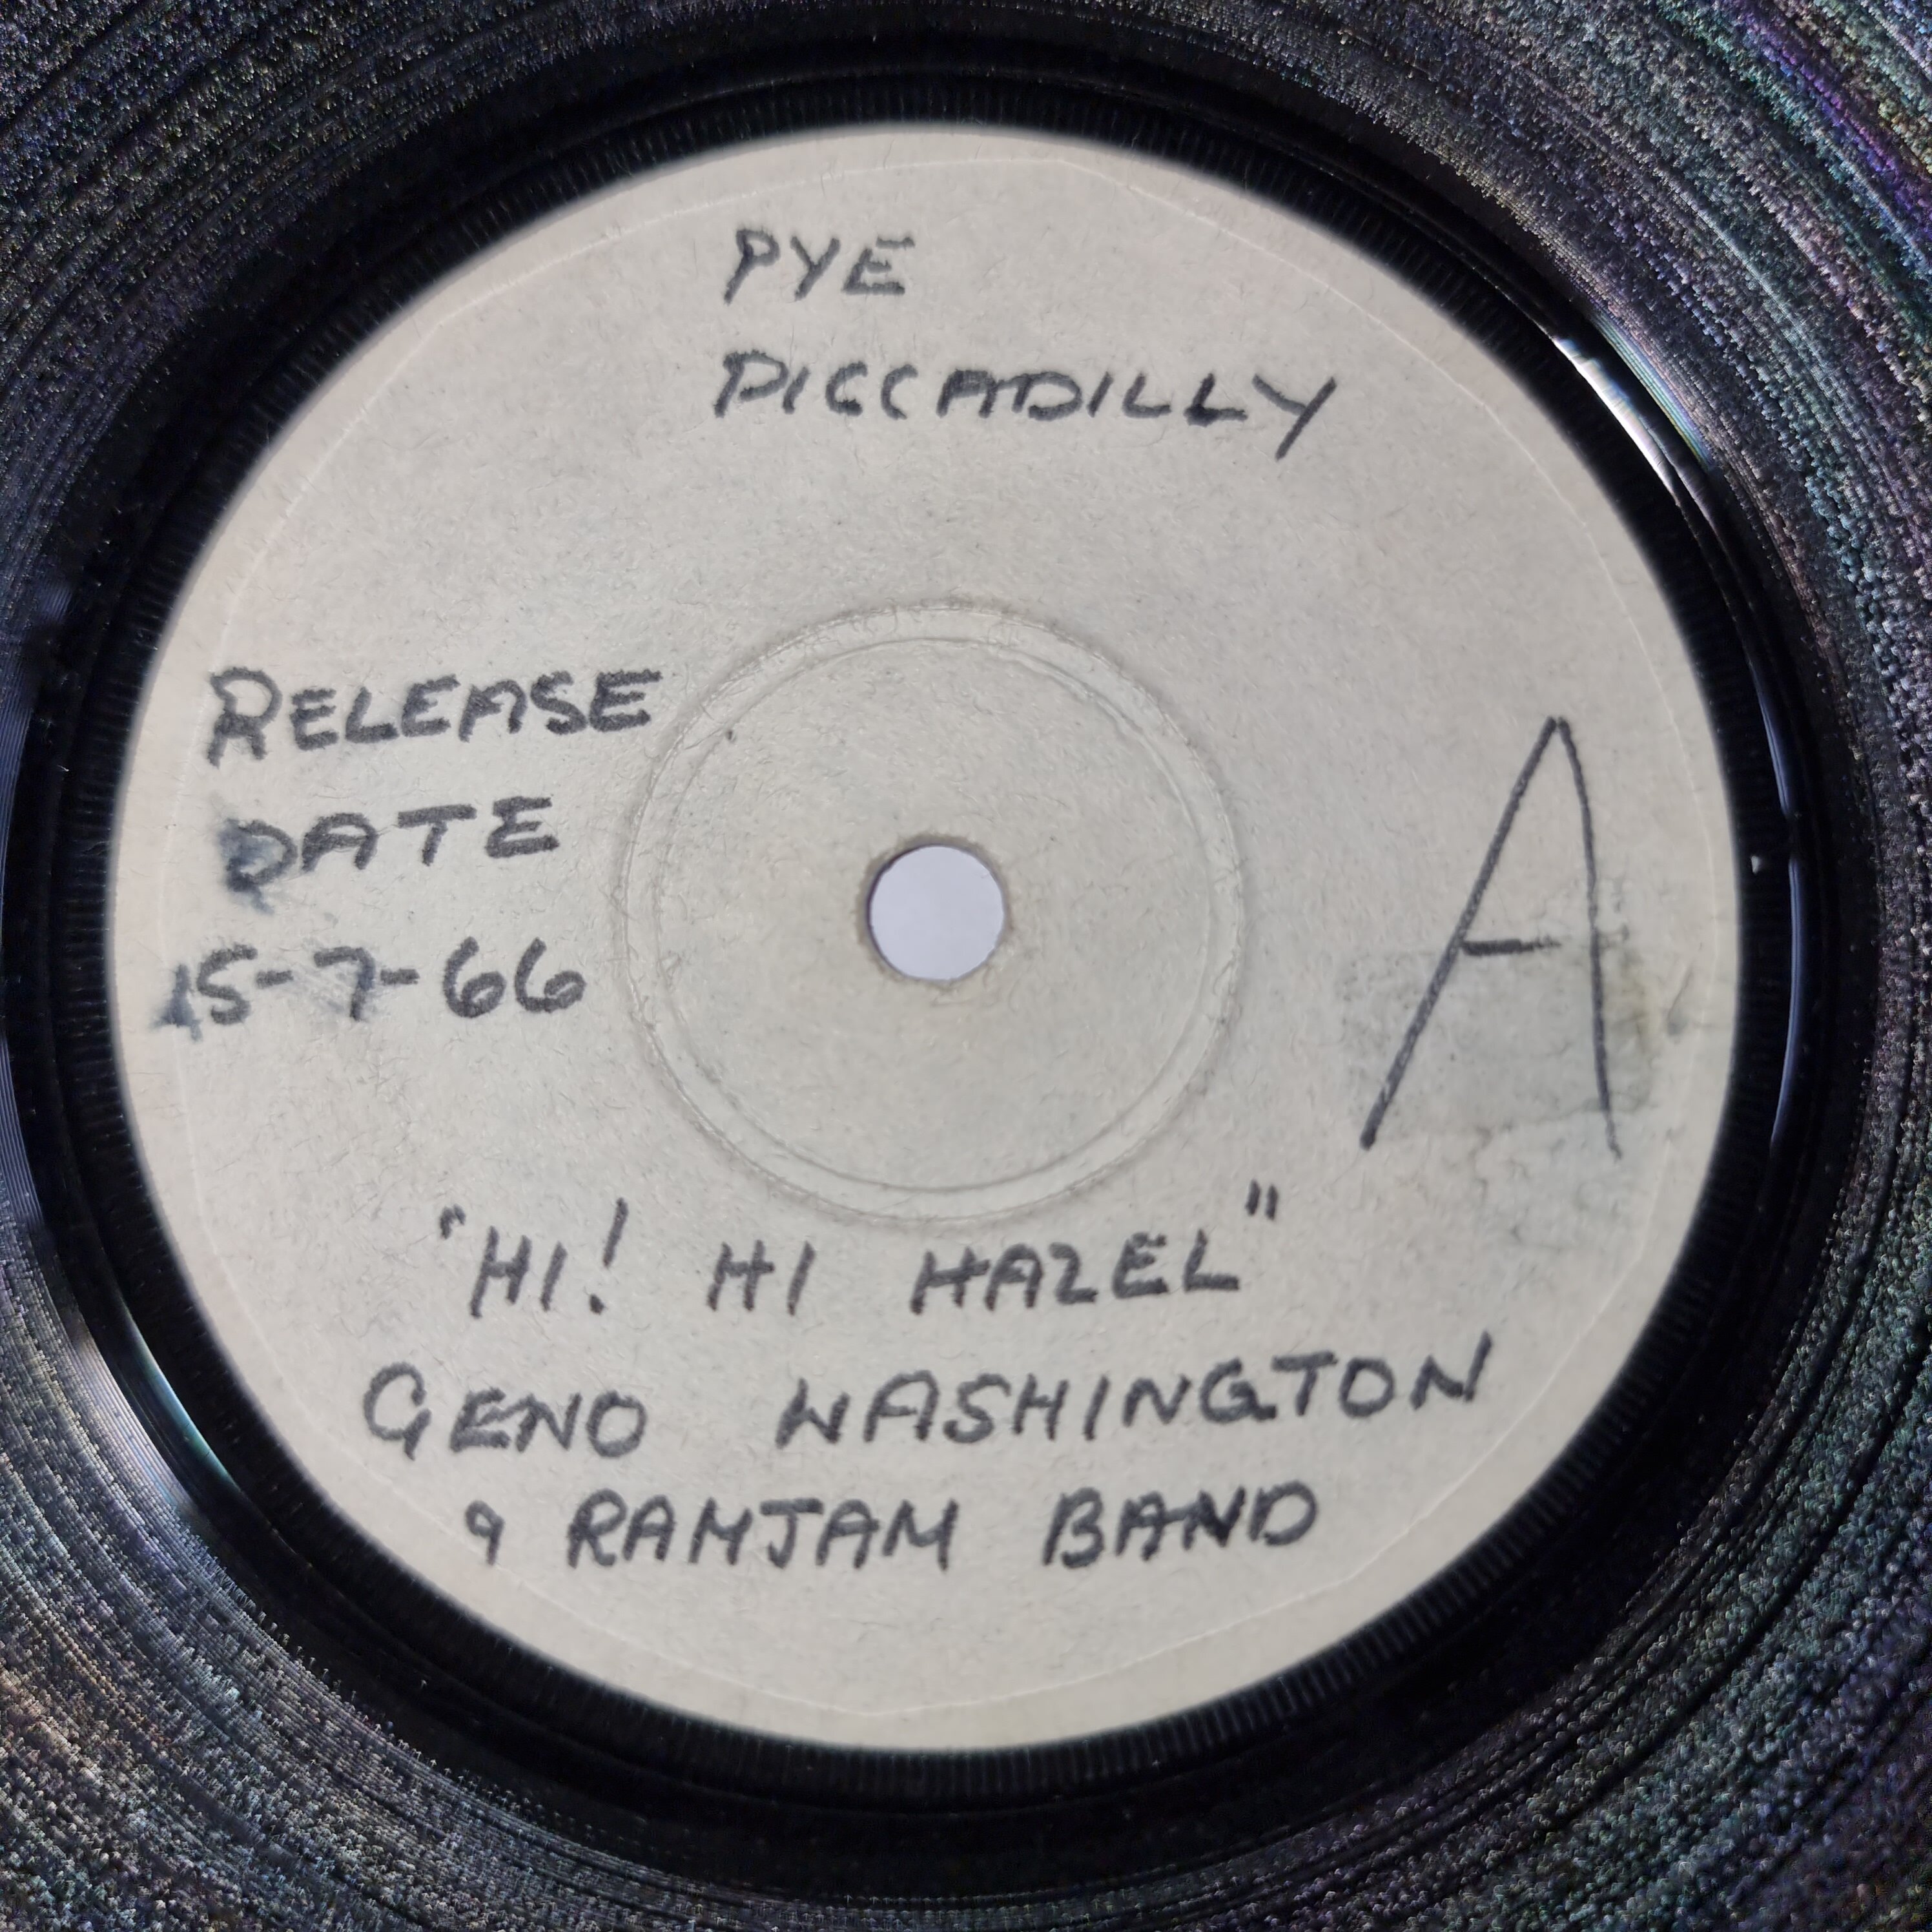 PYE
PICCADILLY
RELEASE
DATE
15-7-66
A
"HI! HI HAZEL"
GENO WASHINGTON
& RAMJAM BAND